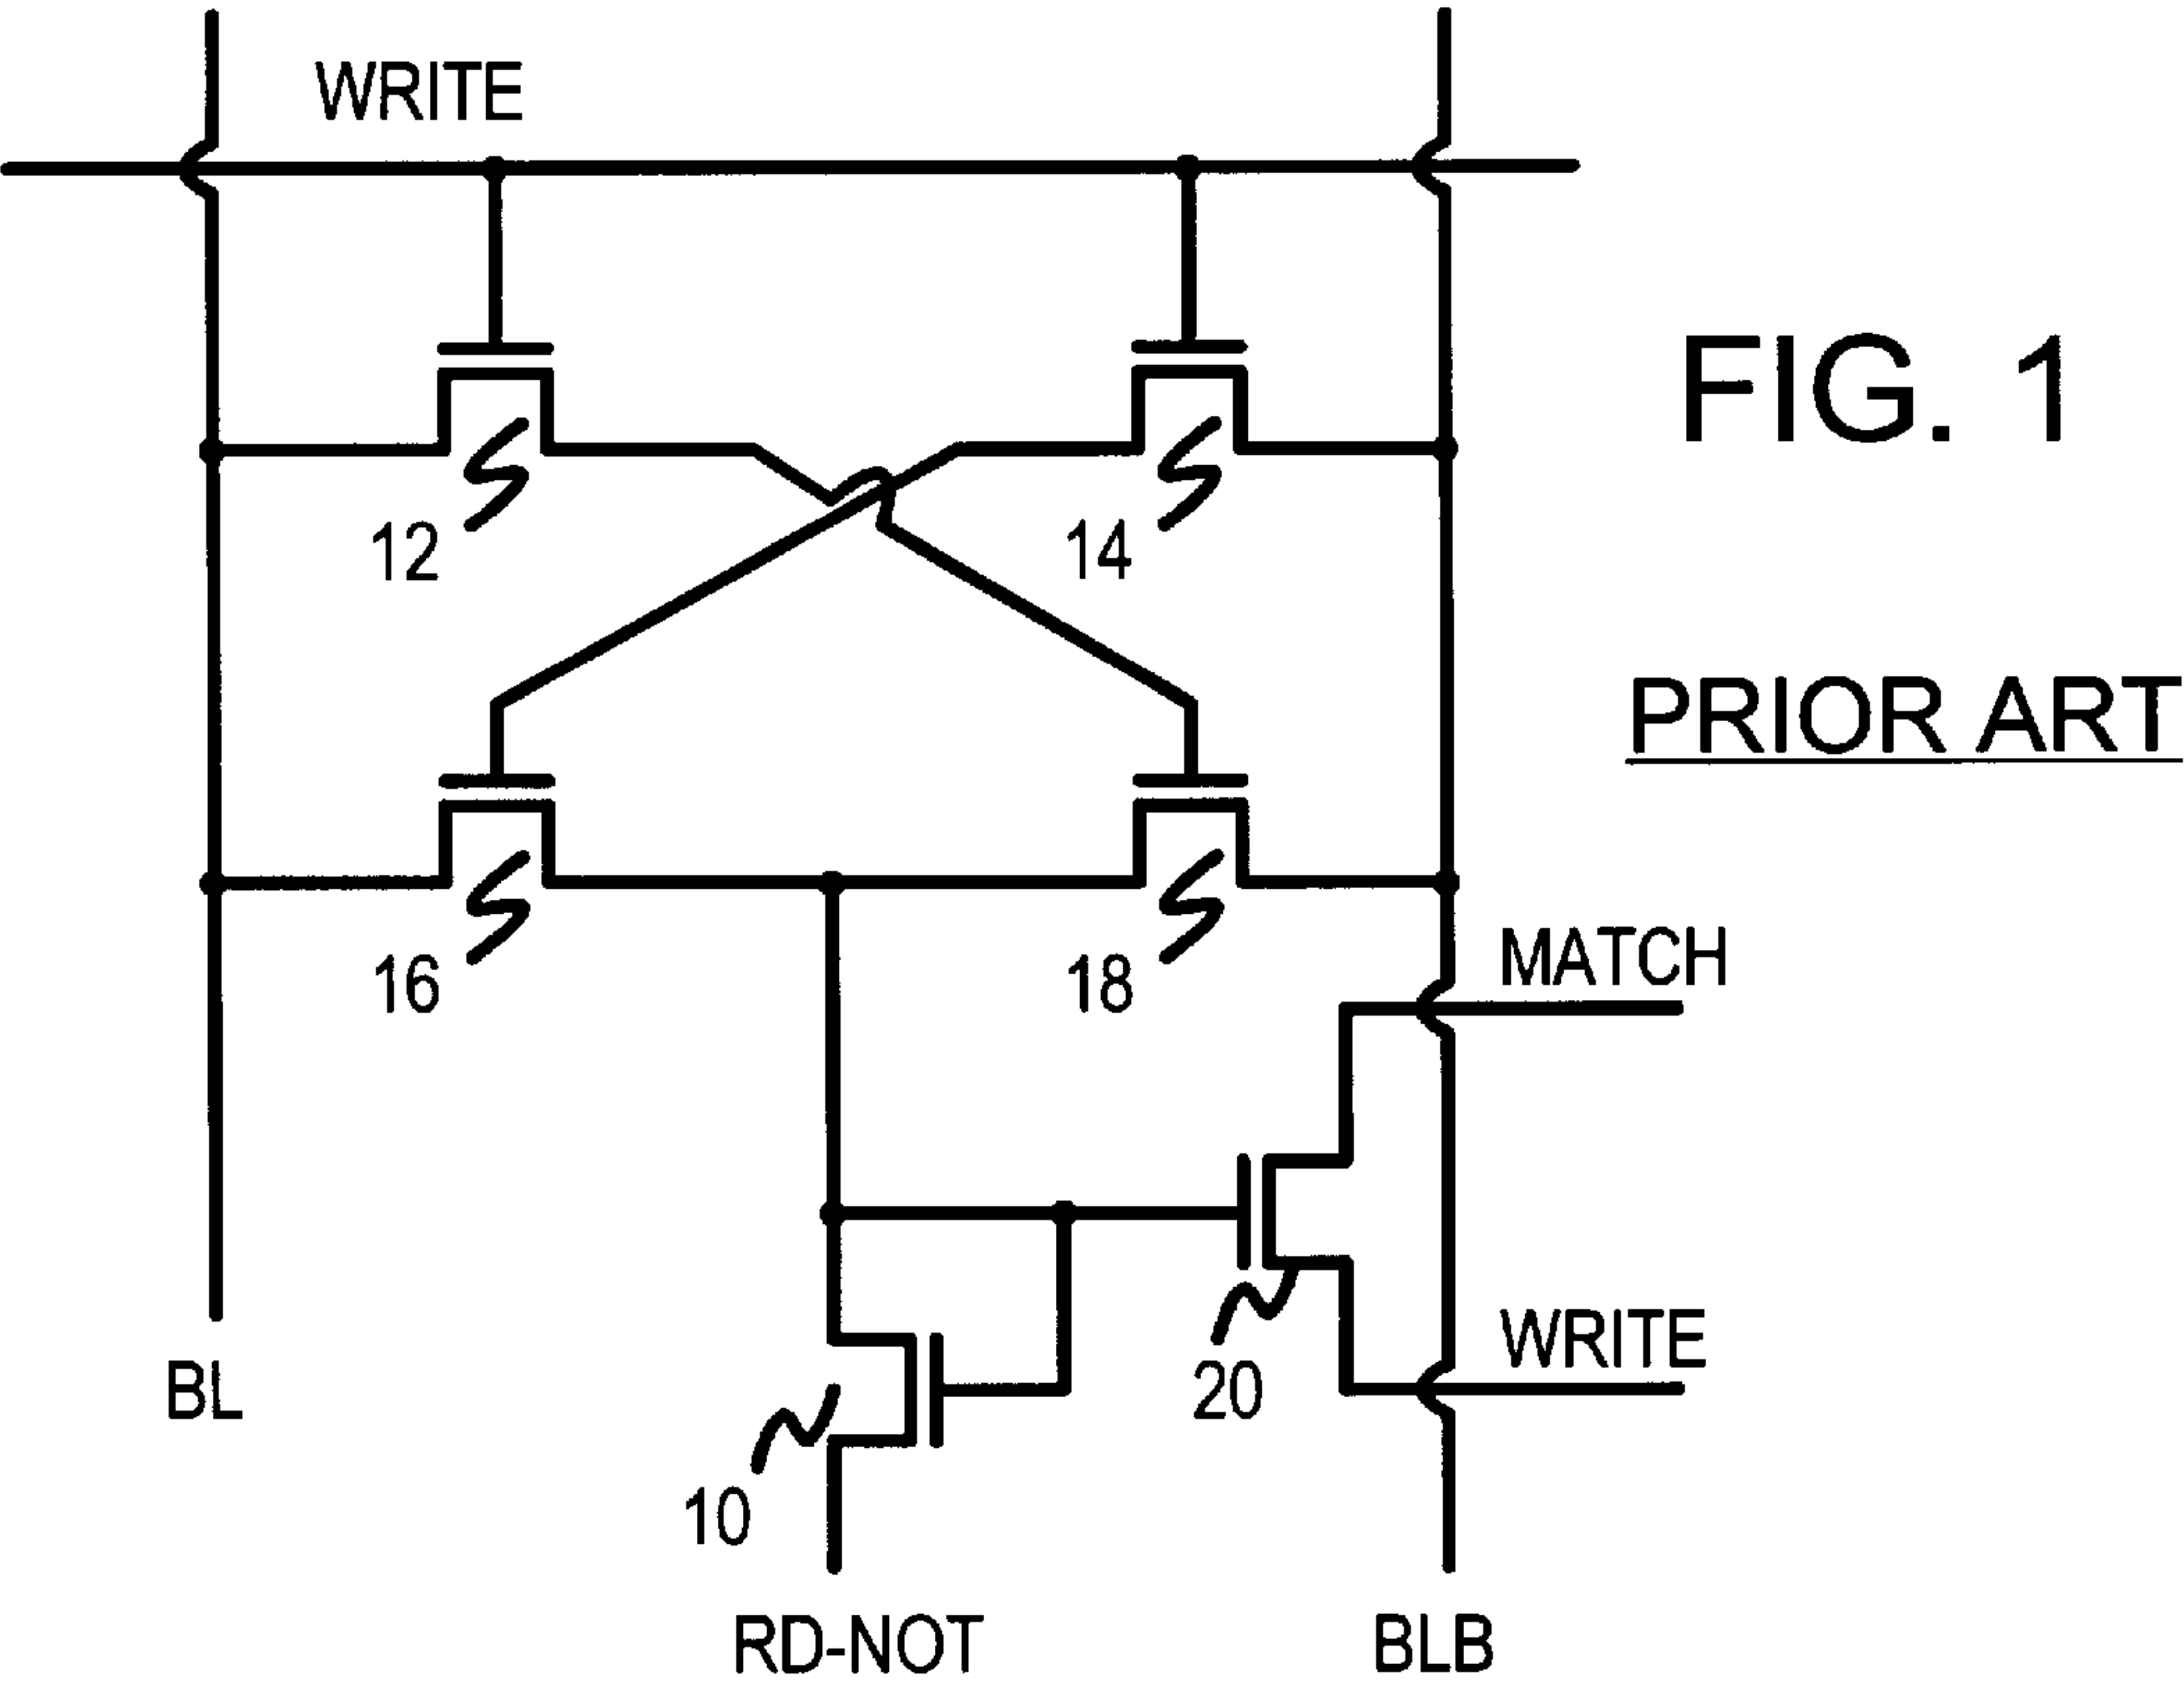 WRITE
FIG. 1
12
14
PRIOR ART
16
18
MATCH
WRITE
20
BL
10
RD-NOT
BLB